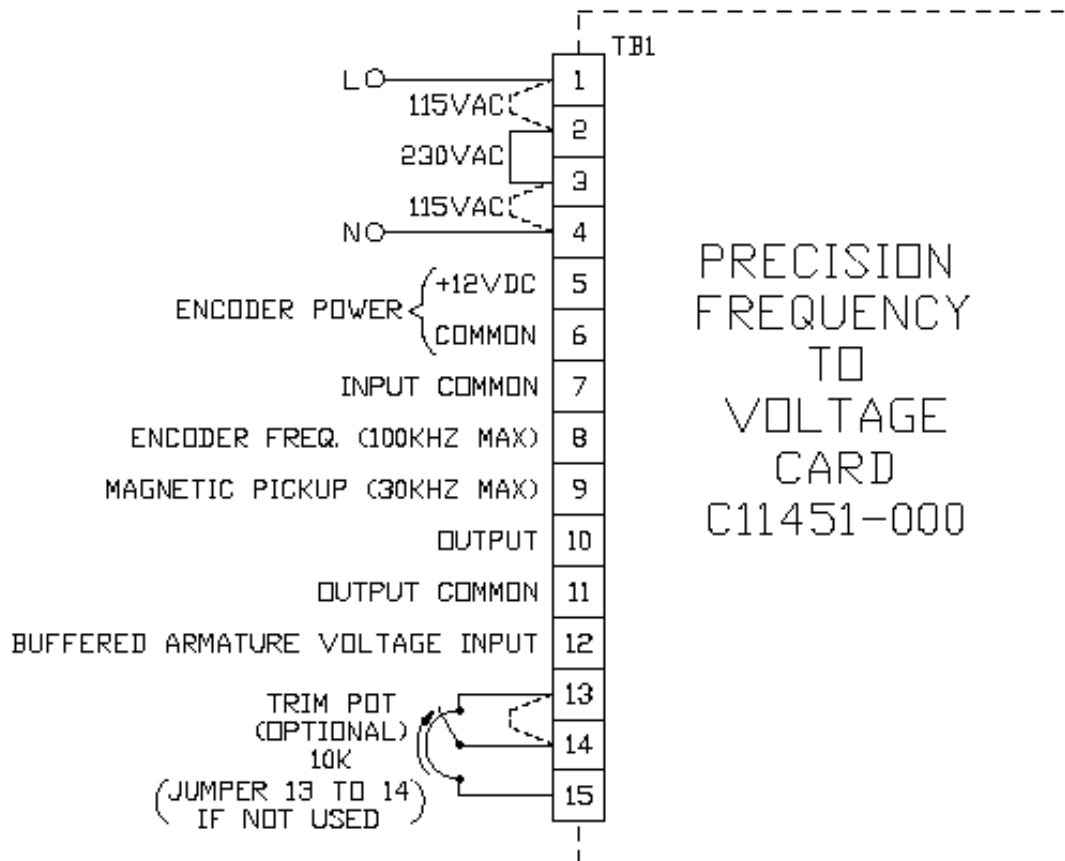 TB1
L
1
115VAC
2
230VAC
3
115VAC
N
4
+12VDC
5
ENCODER POWER
COMMON
6
INPUT COMMON
7
ENCODER FREQ. (100KHZ MAX)
8
MAGNETIC PICKUP (30KHZ MAX)
9
OUTPUT
10
OUTPUT COMMON
11
BUFFERED ARMATURE VOLTAGE INPUT
12
13
TRIM POT
(OPTIONAL)
10K
14
(JUMPER 13 TO 14
IF NOT USED)
15
PRECISION
FREQUENCY
TO
VOLTAGE
CARD
C11451-000